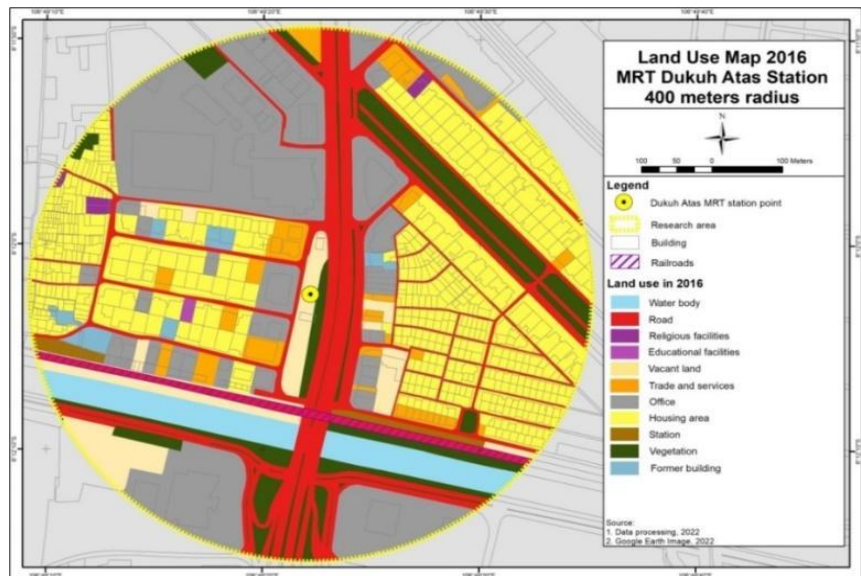 Land Use Map 2016
MRT Dukuh Atas Station
400 meters radius
N
100 50 0 100 Meters
Legend
Dukuh Atas MRT station point
Research area
Building
Railroads
Land use in 2016
Water body
Road
Religious facilities
Educational facilities
Vacant land
Trade and services
Office
Housing area
Station
Vegetation
Former building
Source:
1. Data processing, 2022
2. Google Earth Image, 2022